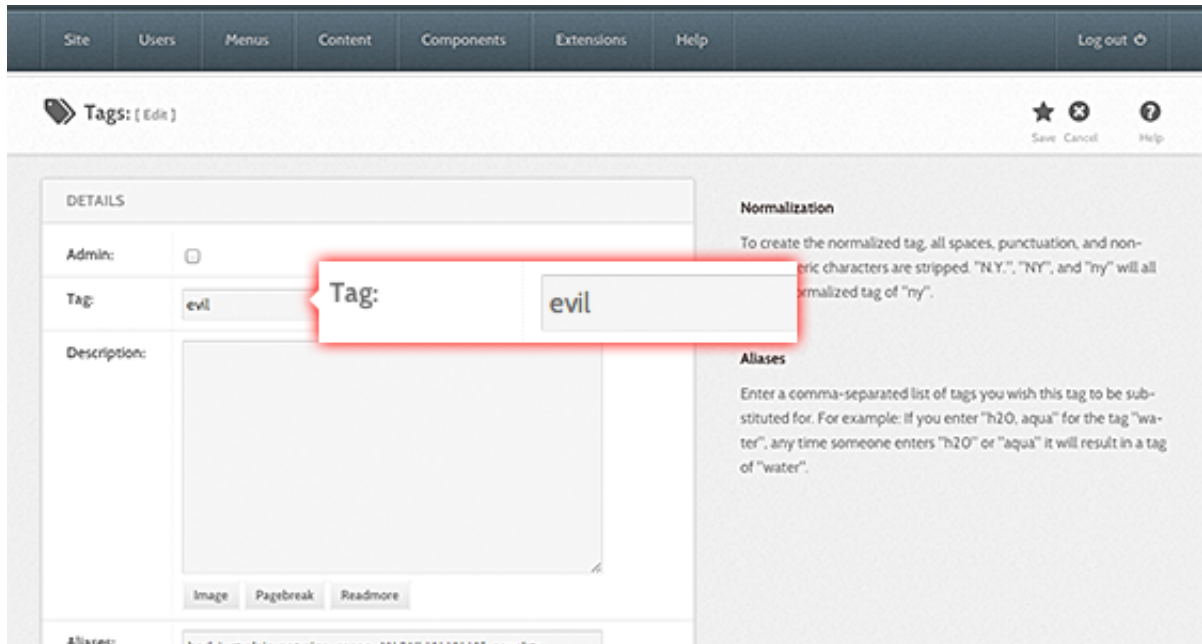 Site Users Menus Content Components Extensions Help Log out
Tags: [ Edit ]
Save Cancel Help
DETAILS
Admin:
Tag: evil
Tag: evil
Description:
Image Pagebreak Readmore
Aliases:
Normalization
To create the normalized tag, all spaces, punctuation, and non-
eric characters are stripped. "N.Y.", "NY", and "ny" will all
ormalized tag of "ny".
Aliases
Enter a comma-separated list of tags you wish this tag to be sub-
stituted for. For example: If you enter "h20, aqua" for the tag "wa-
ter", any time someone enters "h20" or "aqua" it will result in a tag
of "water".